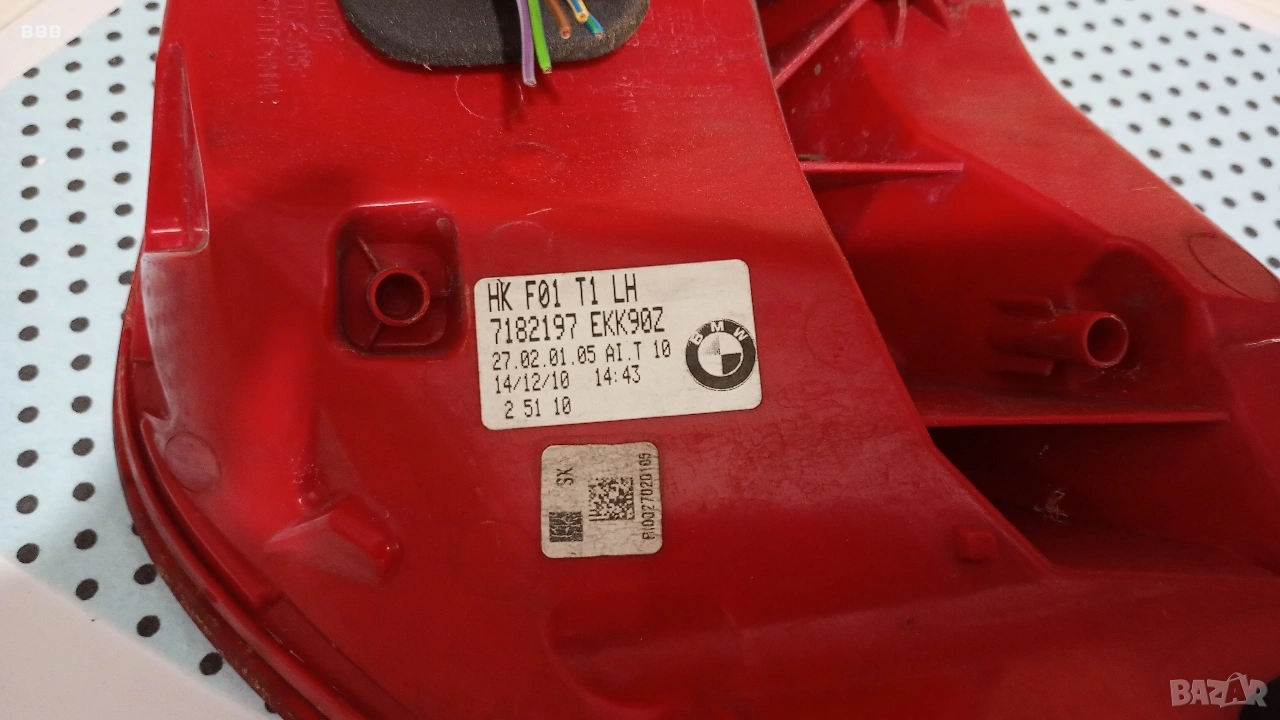 BBB
HK F01 T1 LH
7182197 EKK90Z
27.02.01.05 AI.T 10
14/12/10 14:43
2 51 10
BMW
SX
BAZAR